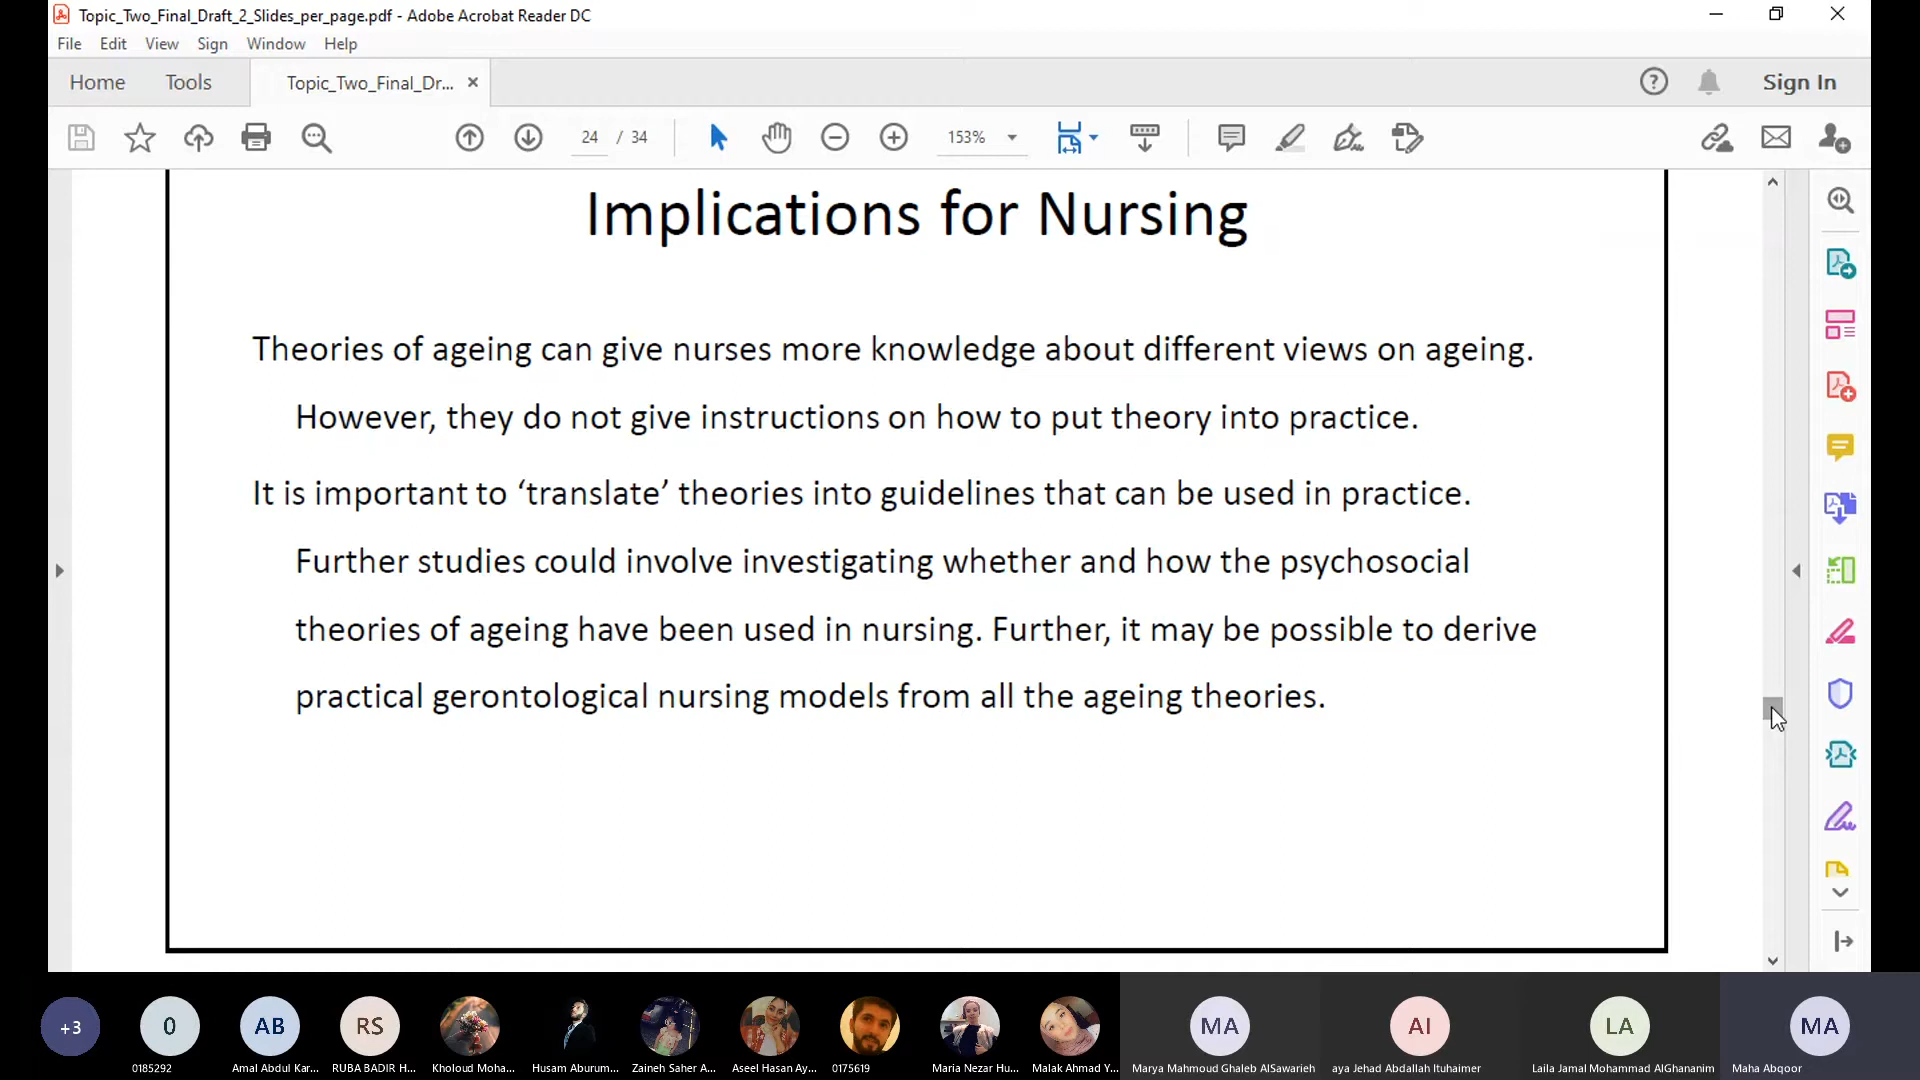 Topic_Two_Final_Draft_2_Slides_per_page.pdf - Adobe Acrobat Reader DC
File Edit View Sign Window Help
Home Tools Topic_Two_Final_Dr... × Sign In
24 / 34 153%
Implications for Nursing
Theories of ageing can give nurses more knowledge about different views on ageing.
However, they do not give instructions on how to put theory into practice.
It is important to ‘translate’ theories into guidelines that can be used in practice.
Further studies could involve investigating whether and how the psychosocial
theories of ageing have been used in nursing. Further, it may be possible to derive
practical gerontological nursing models from all the ageing theories.
+3 0 AB RS MA AI LA MA
0185292 Amal Abdul Kar... RUBA BADIR H... Kholoud Moha... Husam Aburum... Zaineh Saher A... Aseel Hasan Ay... 0175619 Maria Nezar Hu... Malak Ahmad Y... Marya Mahmoud Ghaleb AlSawarieh aya Jehad Abdallah Ituhaimer Laila Jamal Mohammad AlGhananim Maha Abqoor